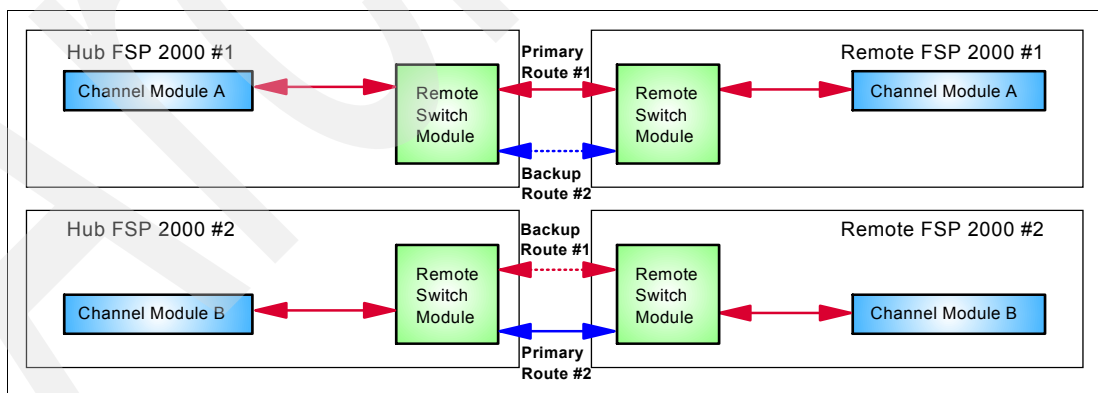 Hub FSP 2000 #1
Channel Module A
Remote
Switch
Module
Primary
Route #1
Backup
Route #2
Remote
Switch
Module
Remote FSP 2000 #1
Channel Module A
Hub FSP 2000 #2
Channel Module B
Remote
Switch
Module
Backup
Route #1
Primary
Route #2
Remote
Switch
Module
Remote FSP 2000 #2
Channel Module B